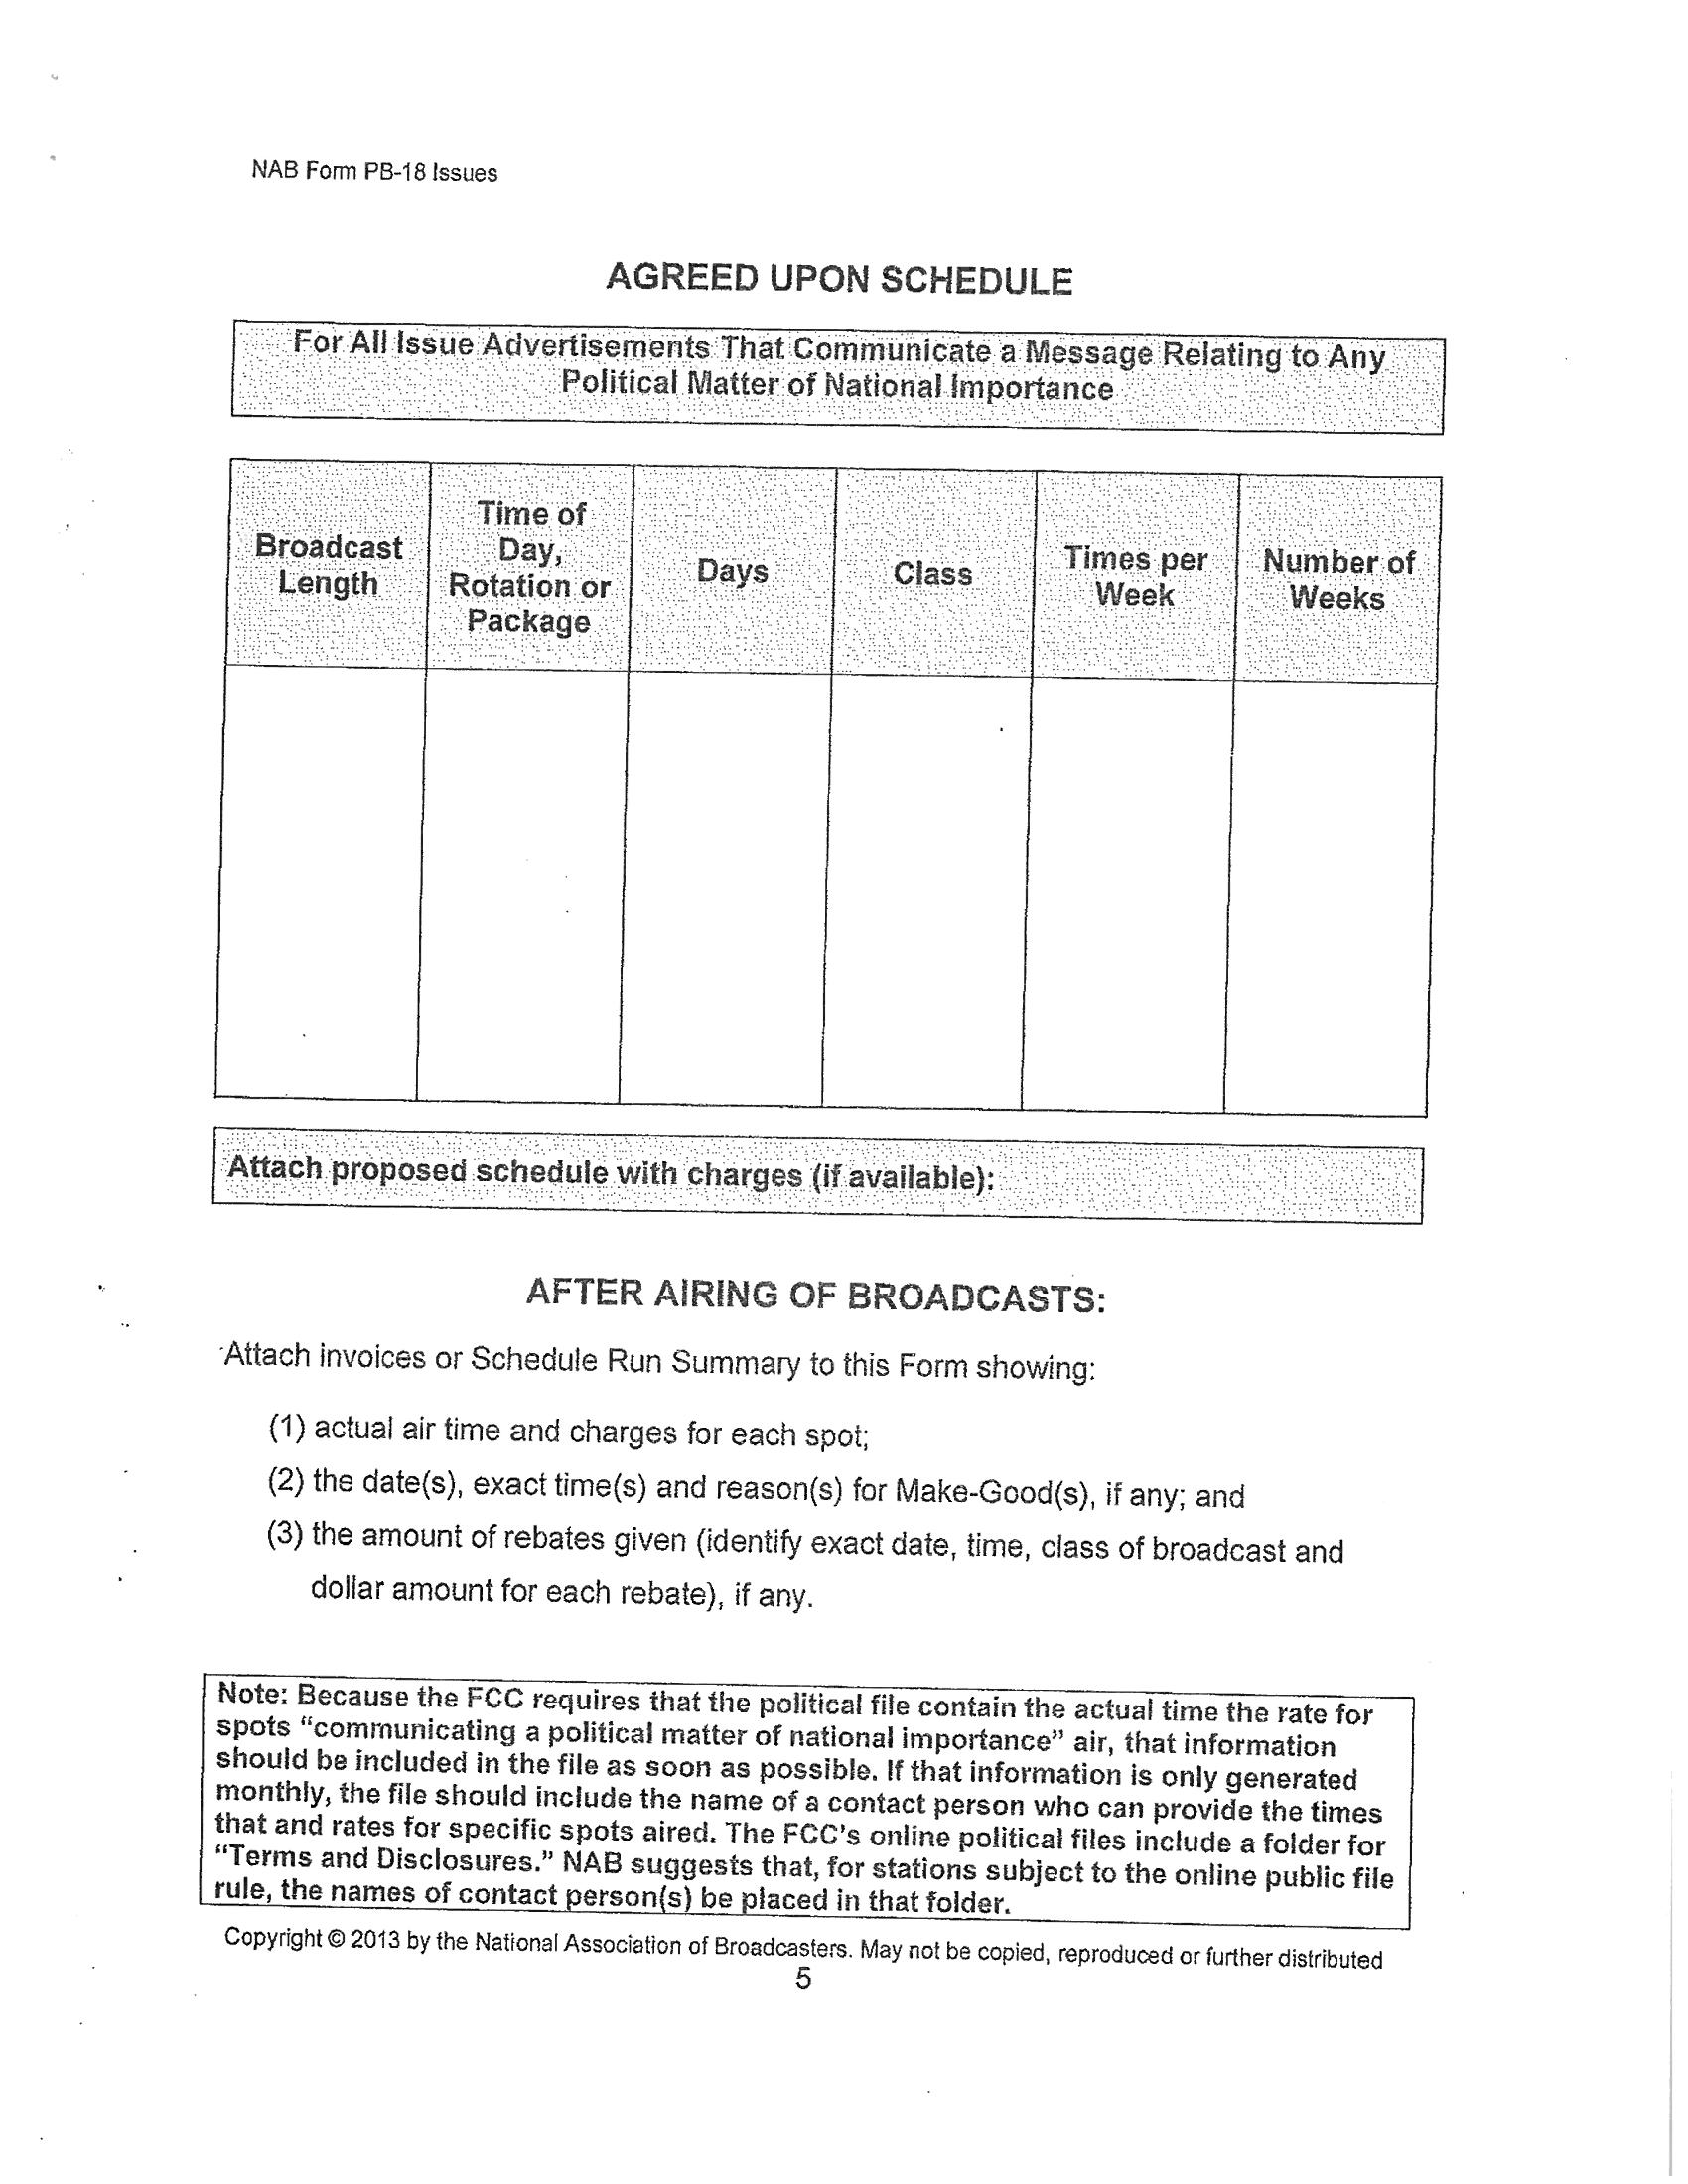 NAB Form PB-18 Issues
AGREED UPON SCHEDULE
For All Issue Advertisements That Communicate a Message Relating to Any
Political Matter of National Importance
Broadcast
Length
Time of
Day,
Rotation or
Package
Days
Class
Times per
Week
Number of
Weeks
Attach proposed schedule with charges (if available):
AFTER AIRING OF BROADCASTS:
Attach invoices or Schedule Run Summary to this Form showing:
(1) actual air time and charges for each spot;
(2) the date(s), exact time(s) and reason(s) for Make-Good(s), if any; and
(3) the amount of rebates given (identify exact date, time, class of broadcast and
dollar amount for each rebate), if any.
Note: Because the FCC requires that the political file contain the actual time the rate for
spots “communicating a political matter of national importance” air, that information
should be included in the file as soon as possible. If that information is only generated
monthly, the file should include the name of a contact person who can provide the times
that and rates for specific spots aired. The FCC's online political files include a folder for
“Terms and Disclosures.” NAB suggests that, for stations subject to the online public file
rule, the names of contact person(s) be placed in that folder.
Copyright © 2013 by the National Association of Broadcasters. May not be copied, reproduced or further distributed
5